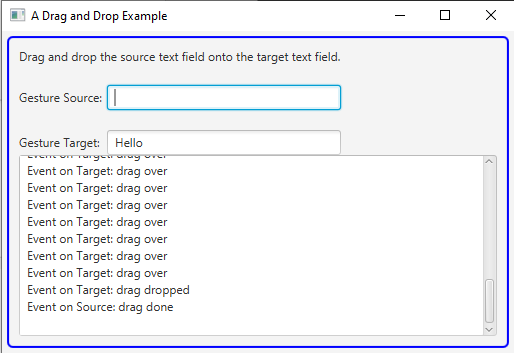 A Drag and Drop Example
Drag and drop the source text field onto the target text field.
Gesture Source:
Gesture Target: Hello
Event on Target: drag over
Event on Target: drag over
Event on Target: drag over
Event on Target: drag over
Event on Target: drag over
Event on Target: drag over
Event on Target: drag over
Event on Target: drag over
Event on Target: drag dropped
Event on Source: drag done